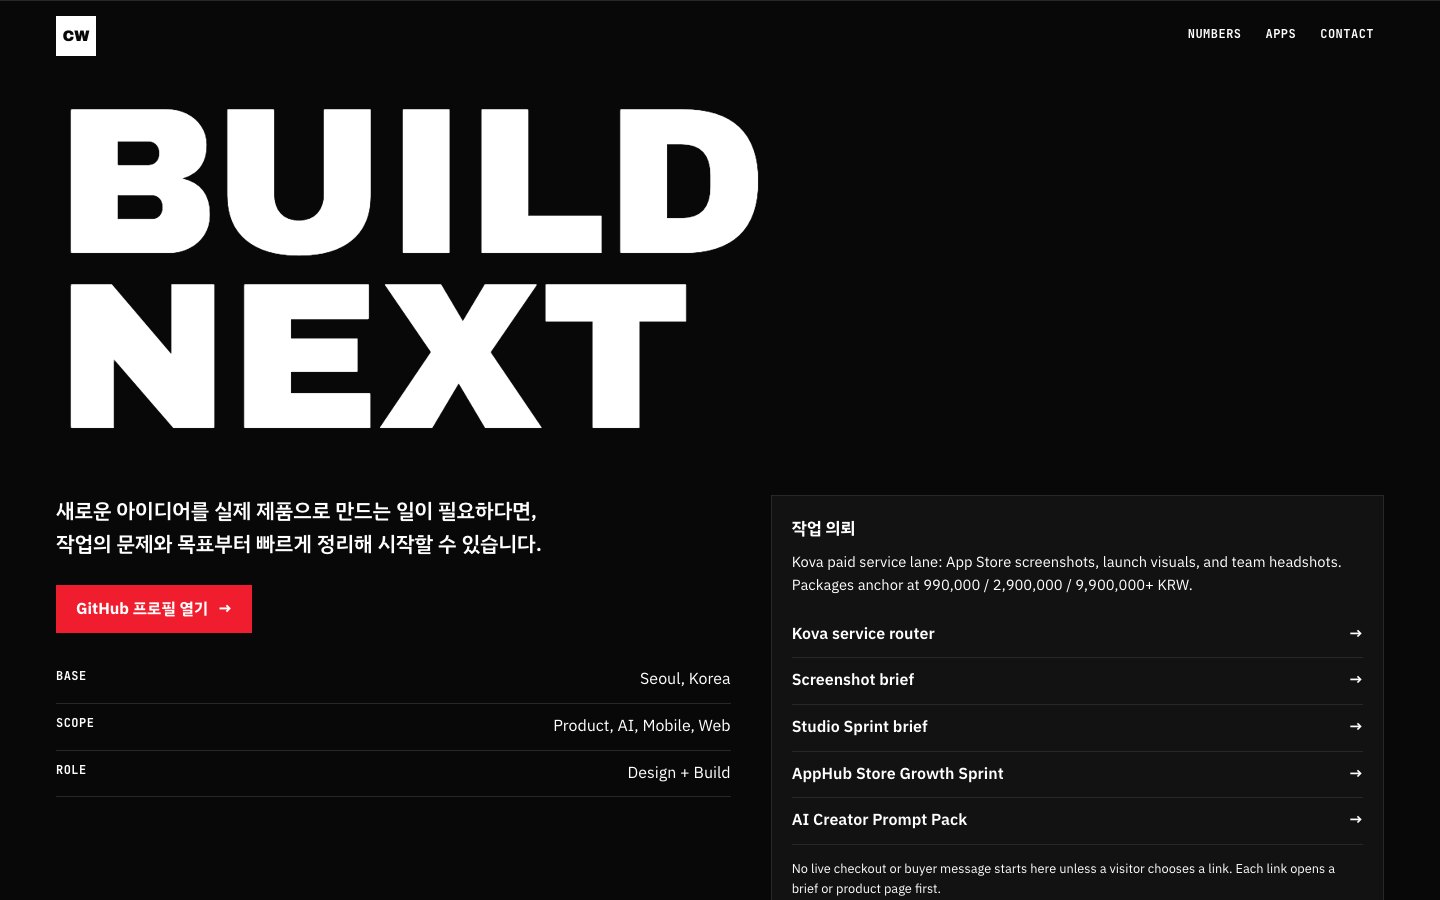 CW
NUMBERS APPS CONTACT
BUILD
NEXT
새로운 아이디어를 실제 제품으로 만드는 일이 필요하다면,
작업의 문제와 목표부터 빠르게 정리해 시작할 수 있습니다.
GitHub 프로필 열기 →
BASE Seoul, Korea
SCOPE Product, AI, Mobile, Web
ROLE Design + Build
작업 의뢰
Kova paid service lane: App Store screenshots, launch visuals, and team headshots.
Packages anchor at 990,000 / 2,900,000 / 9,900,000+ KRW.
Kova service router →
Screenshot brief →
Studio Sprint brief →
AppHub Store Growth Sprint →
AI Creator Prompt Pack →
No live checkout or buyer message starts here unless a visitor chooses a link. Each link opens a
brief or product page first.